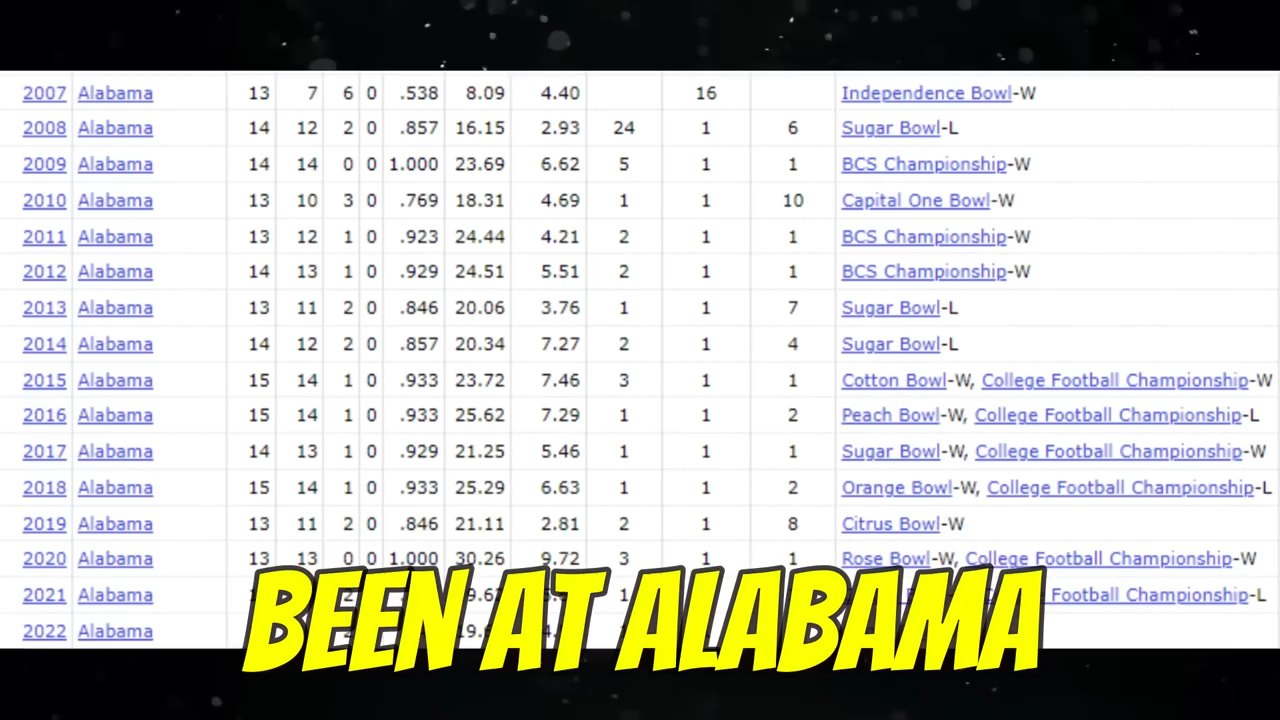 2007 Alabama 13 7 6 0 .538 8.09 4.40 16 Independence Bowl-W
2008 Alabama 14 12 2 0 .857 16.15 2.93 24 1 6 Sugar Bowl-L
2009 Alabama 14 14 0 0 1.000 23.69 6.62 5 1 1 BCS Championship-W
2010 Alabama 13 10 3 0 .769 18.31 4.69 1 1 10 Capital One Bowl-W
2011 Alabama 13 12 1 0 .923 24.44 4.21 2 1 1 BCS Championship-W
2012 Alabama 14 13 1 0 .929 24.51 5.51 2 1 1 BCS Championship-W
2013 Alabama 13 11 2 0 .846 20.06 3.76 1 1 7 Sugar Bowl-L
2014 Alabama 14 12 2 0 .857 20.34 7.27 2 1 4 Sugar Bowl-L
2015 Alabama 15 14 1 0 .933 23.72 7.46 3 1 1 Cotton Bowl-W, College Football Championship-W
2016 Alabama 15 14 1 0 .933 25.62 7.29 1 1 2 Peach Bowl-W, College Football Championship-L
2017 Alabama 14 13 1 0 .929 21.25 5.46 1 1 1 Sugar Bowl-W, College Football Championship-W
2018 Alabama 15 14 1 0 .933 25.29 6.63 1 1 2 Orange Bowl-W, College Football Championship-L
2019 Alabama 13 11 2 0 .846 21.11 2.81 2 1 8 Citrus Bowl-W
2020 Alabama 13 13 0 0 1.000 30.26 9.72 3 1 1 Rose Bowl-W, College Football Championship-W
2021 Alabama Football Championship-L
2022 Alabama
BEEN AT ALABAMA